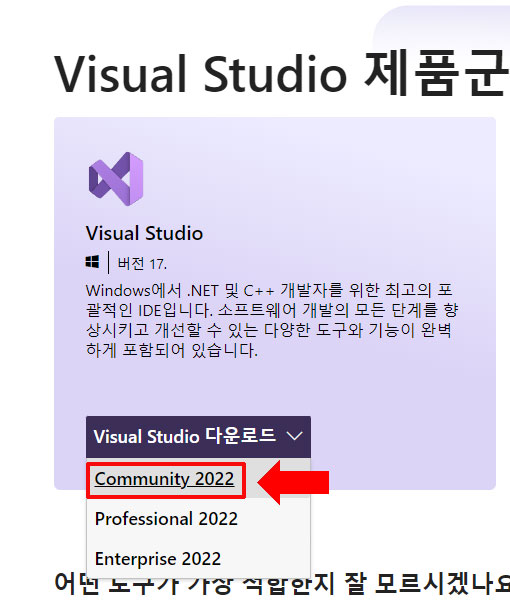 Visual Studio 제품군
Visual Studio
버전 17.
Windows에서 .NET 및 C++ 개발자를 위한 최고의 포
괄적인 IDE입니다. 소프트웨어 개발의 모든 단계를 향
상시키고 개선할 수 있는 다양한 도구와 기능이 완벽
하게 포함되어 있습니다.
Visual Studio 다운로드
Community 2022
Professional 2022
Enterprise 2022
어떤 도구가 가장 적합한지 잘 모르시겠나요